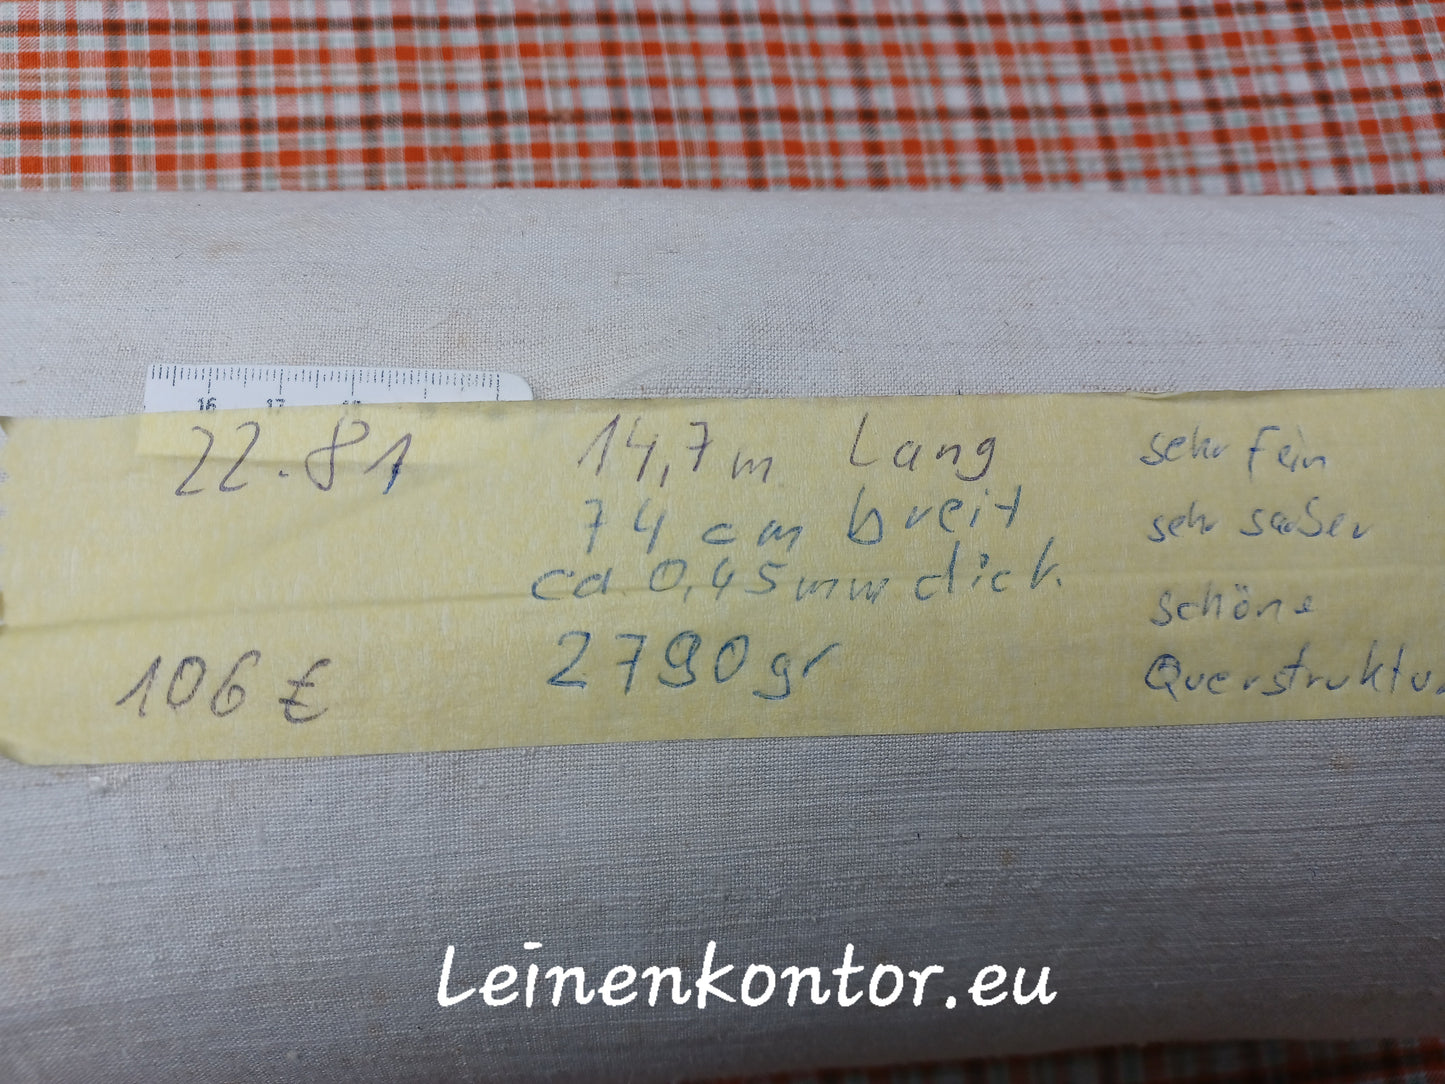 16 17
22.81
14,7m Lang
74 cm breit
ca. 0,45mm dick.
2790gr
106 €
sehr fein
sehr sauber
schöne
Querstruktur
Leinenkontor.eu